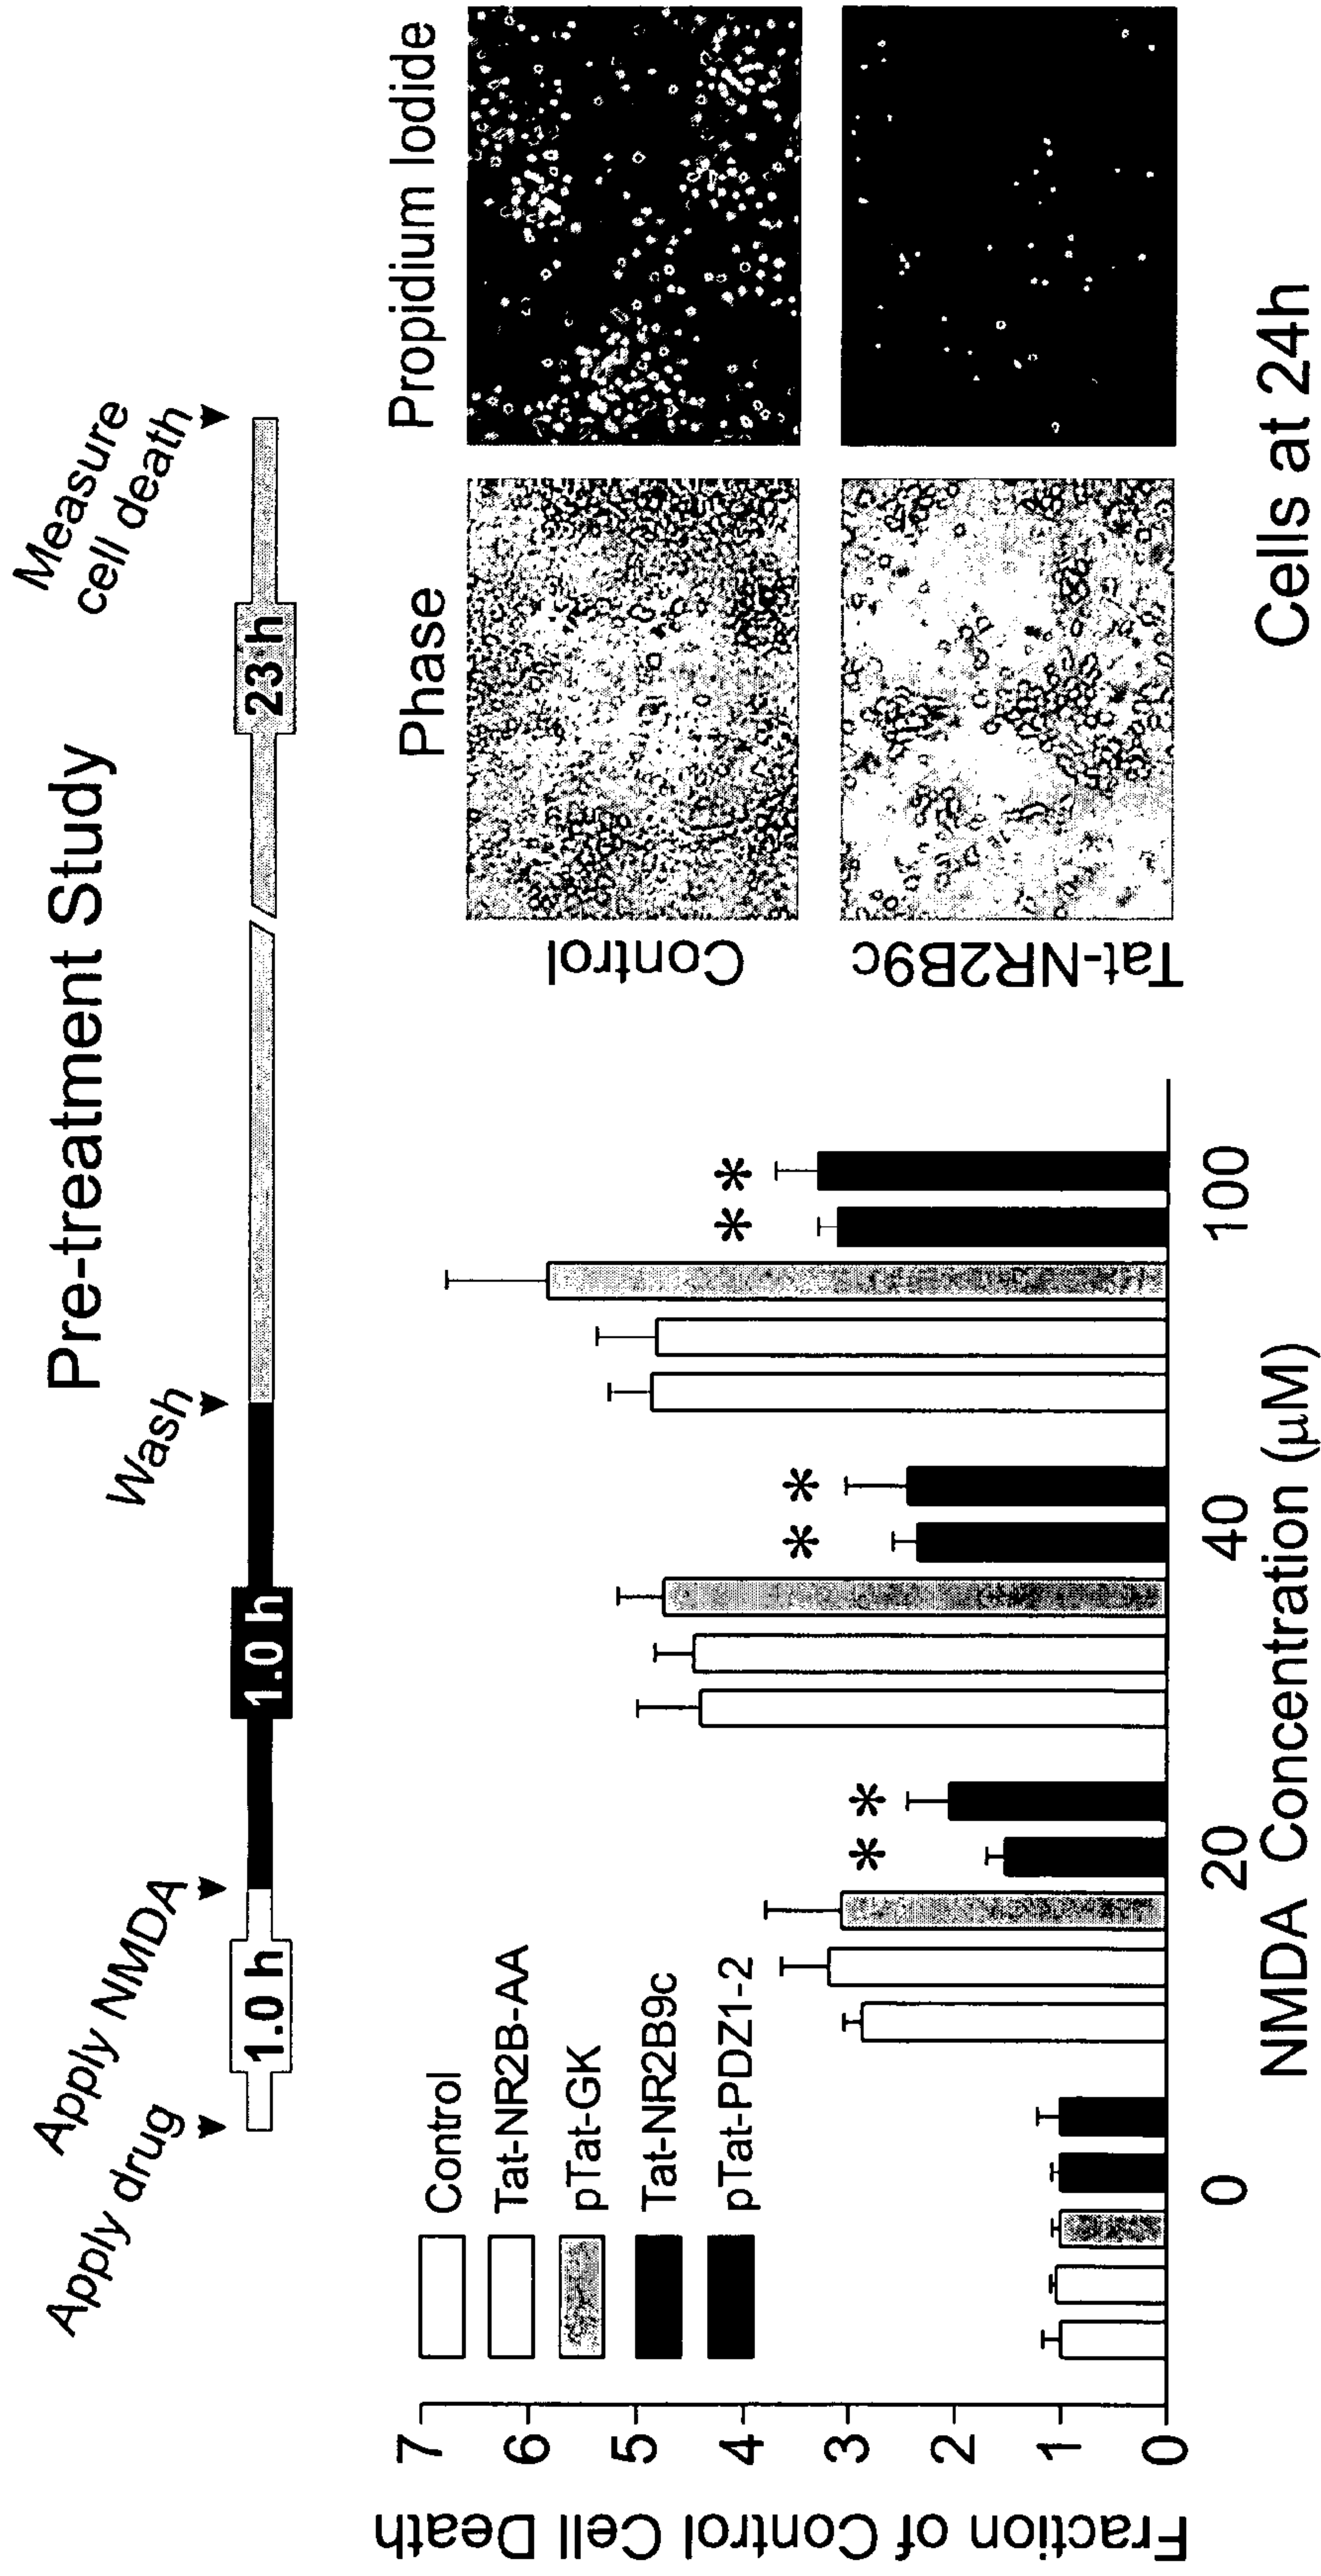 Pre-treatment Study
Apply drug
Apply NMDA
Wash
Measure
cell death
1.0 h
1.0 h
23 h
Control
Tat-NR2B-AA
pTat-GK
Tat-NR2B9c
pTat-PDZ1-2
Fraction of Control Cell Death
7
6
5
4
3
2
1
0
* *
* *
* *
0
20
40
100
NMDA Concentration (μM)
Phase
Propidium Iodide
Control
Tat-NR2B9c
Cells at 24h